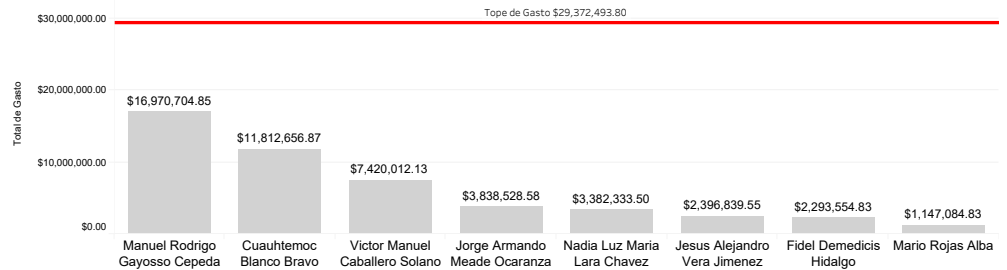 Tope de Gasto $29,372,493.80
$30,000,000.00
$20,000,000.00
$10,000,000.00
$0.00
Total de Gasto
$16,970,704.85
$11,812,656.87
$7,420,012.13
$3,838,528.58
$3,382,333.50
$2,396,839.55
$2,293,554.83
$1,147,084.83
Manuel Rodrigo
Gayosso Cepeda
Cuauhtemoc
Blanco Bravo
Victor Manuel
Caballero Solano
Jorge Armando
Meade Ocaranza
Nadia Luz Maria
Lara Chavez
Jesus Alejandro
Vera Jimenez
Fidel Demedicis
Hidalgo
Mario Rojas Alba